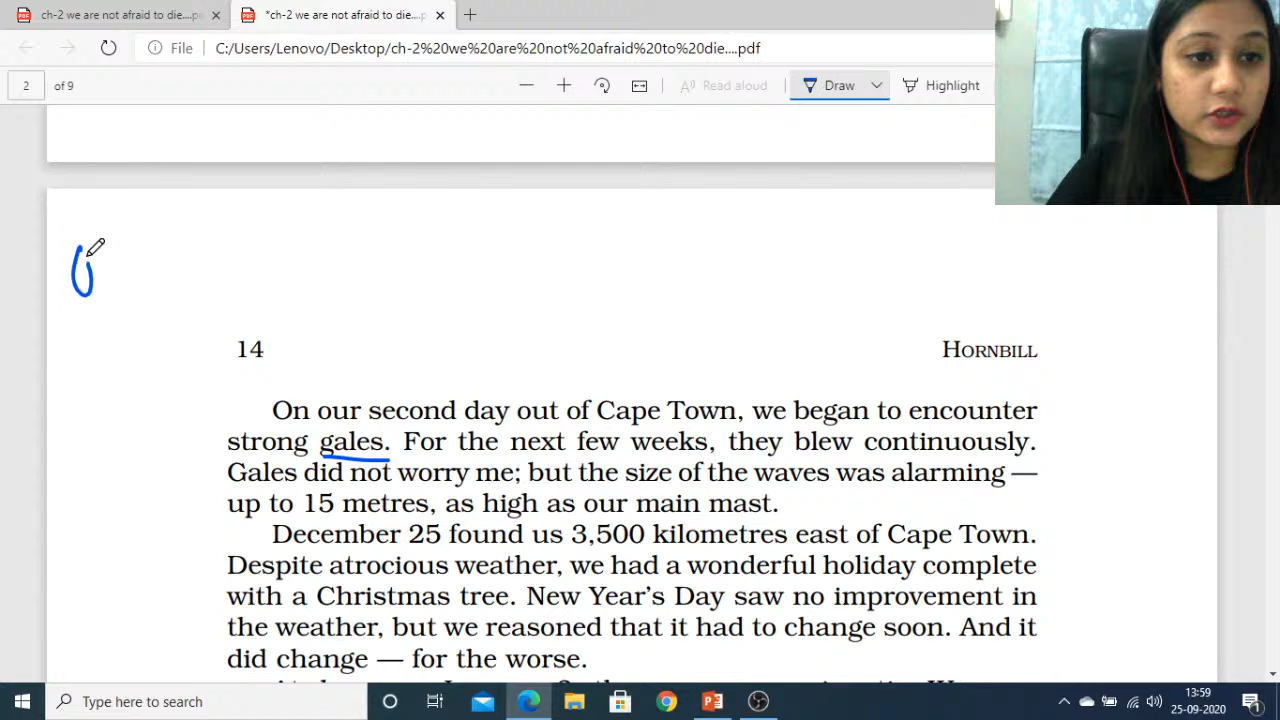 ch-2 we are not afraid to die....pe
*ch-2 we are not afraid to die....p
File C:/Users/Lenovo/Desktop/ch-2%20we%20are%20not%20afraid%20to%20die....pdf
2 of 9 Read aloud Draw Highlight
14 HORNBILL
On our second day out of Cape Town, we began to encounter
strong gales. For the next few weeks, they blew continuously.
Gales did not worry me; but the size of the waves was alarming —
up to 15 metres, as high as our main mast.
December 25 found us 3,500 kilometres east of Cape Town.
Despite atrocious weather, we had a wonderful holiday complete
with a Christmas tree. New Year's Day saw no improvement in
the weather, but we reasoned that it had to change soon. And it
did change — for the worse.
Type here to search
13:59
25-09-2020